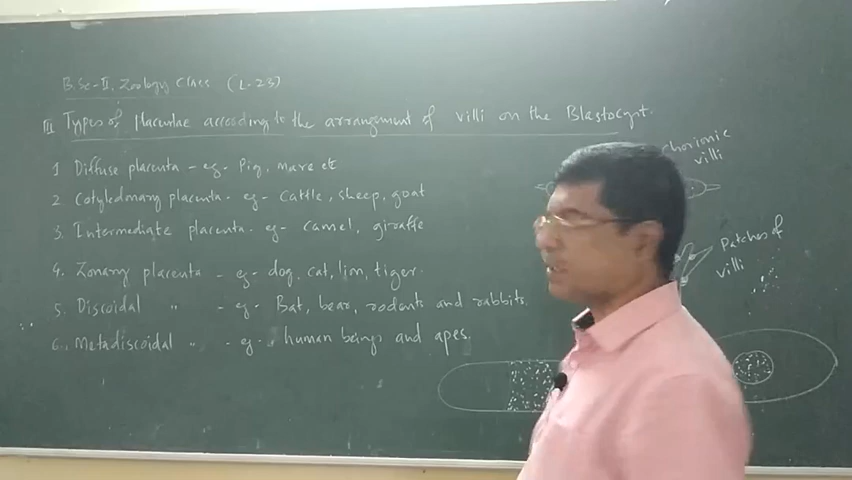 B.Sc-II, Zoology Class (L-23)
III Types of placentae according to the arrangement of villi on the Blastocyst.
1 Diffuse placenta - eg. Pig, mare etc
2 Cotyledonary placenta - eg - Cattle, sheep, goat
3. Intermediate placenta - eg - Camel, giraffe
4. Zonary placenta - eg - dog, cat, lion, tiger.
5. Discoidal " - eg - Bat, bear, rodents and rabbits.
6. Metadiscoidal " - eg - human beings and apes.
chorionic
villi
Patches of
villi